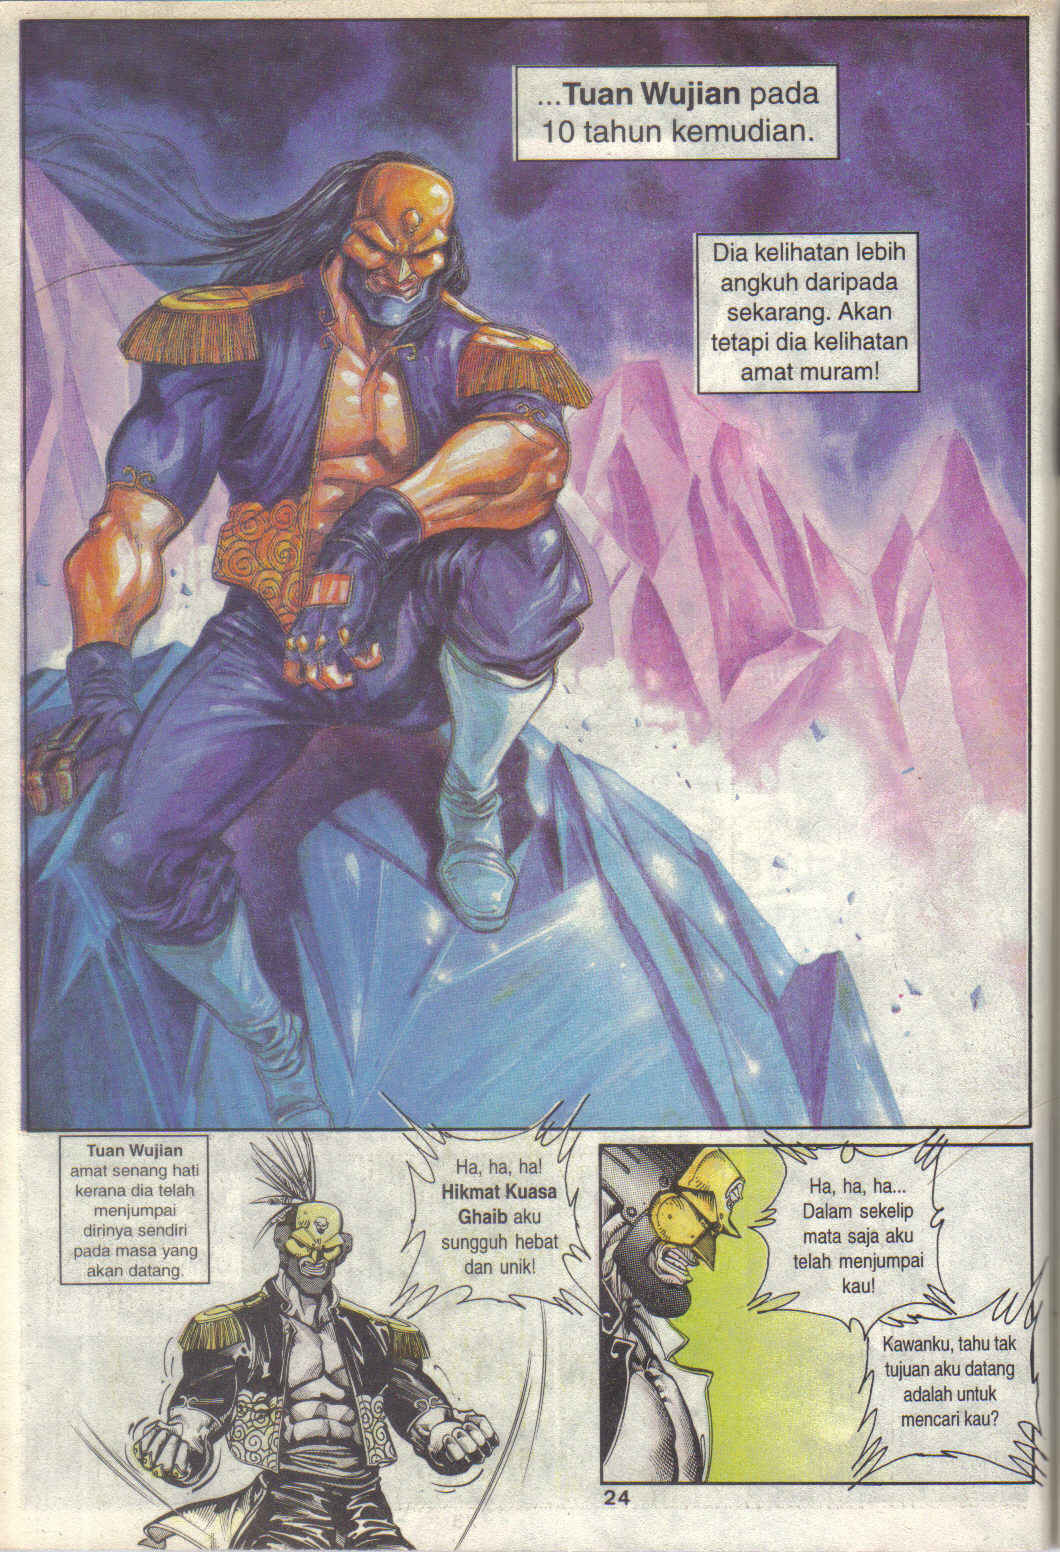 ...Tuan Wujian pada
10 tahun kemudian.
Dia kelihatan lebih
angkuh daripada
sekarang. Akan
tetapi dia kelihatan
amat muram!
Tuan Wujian
amat senang hati
kerana dia telah
menjumpai
dirinya sendiri
pada masa yang
akan datang.
Ha, ha, ha!
Hikmat Kuasa
Ghaib aku
sungguh hebat
dan unik!
Ha, ha, ha...
Dalam sekelip
mata saja aku
telah menjumpai
kau!
Kawanku, tahu tak
tujuan aku datang
adalah untuk
mencari kau?
24